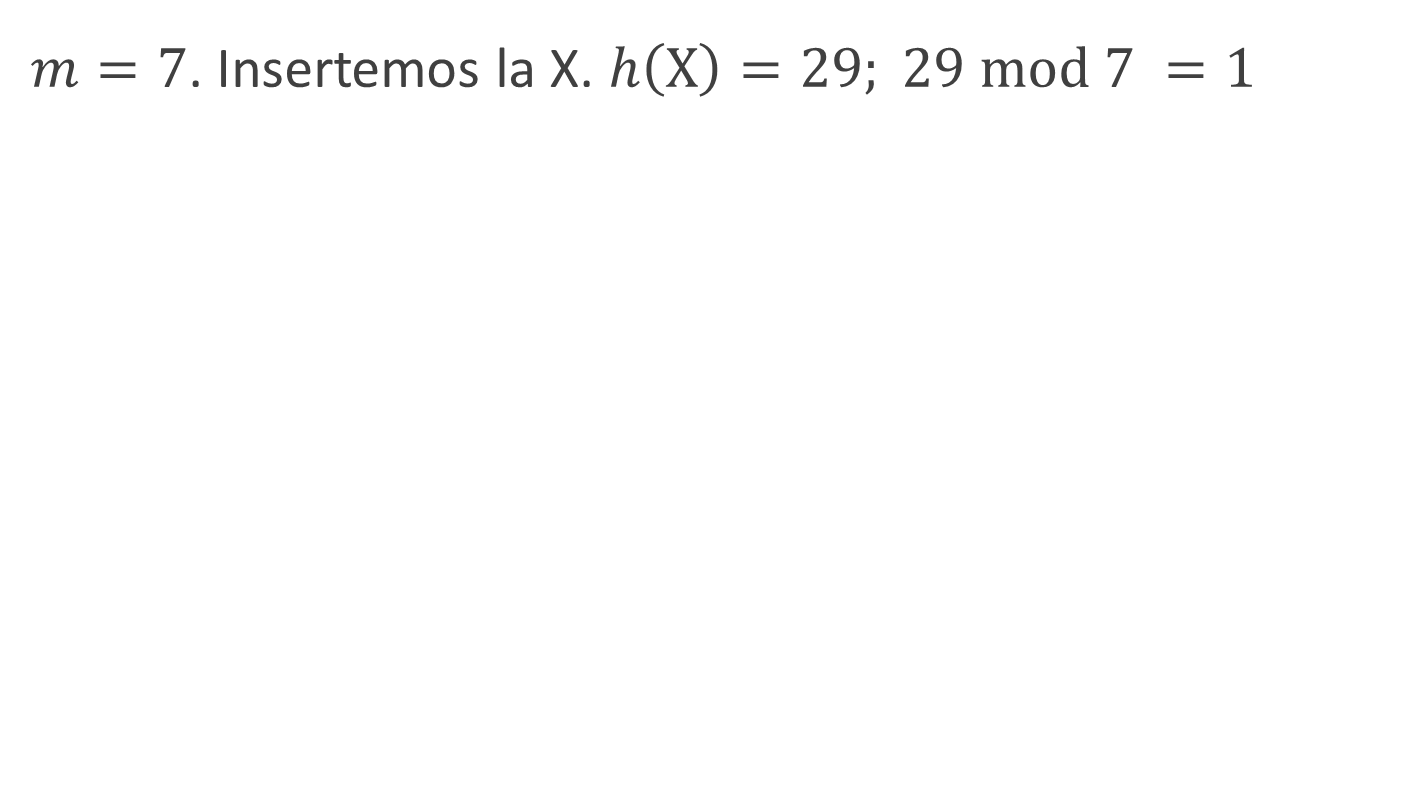 m = 7. Insertemos la X. h(X) = 29; 29 mod 7 = 1